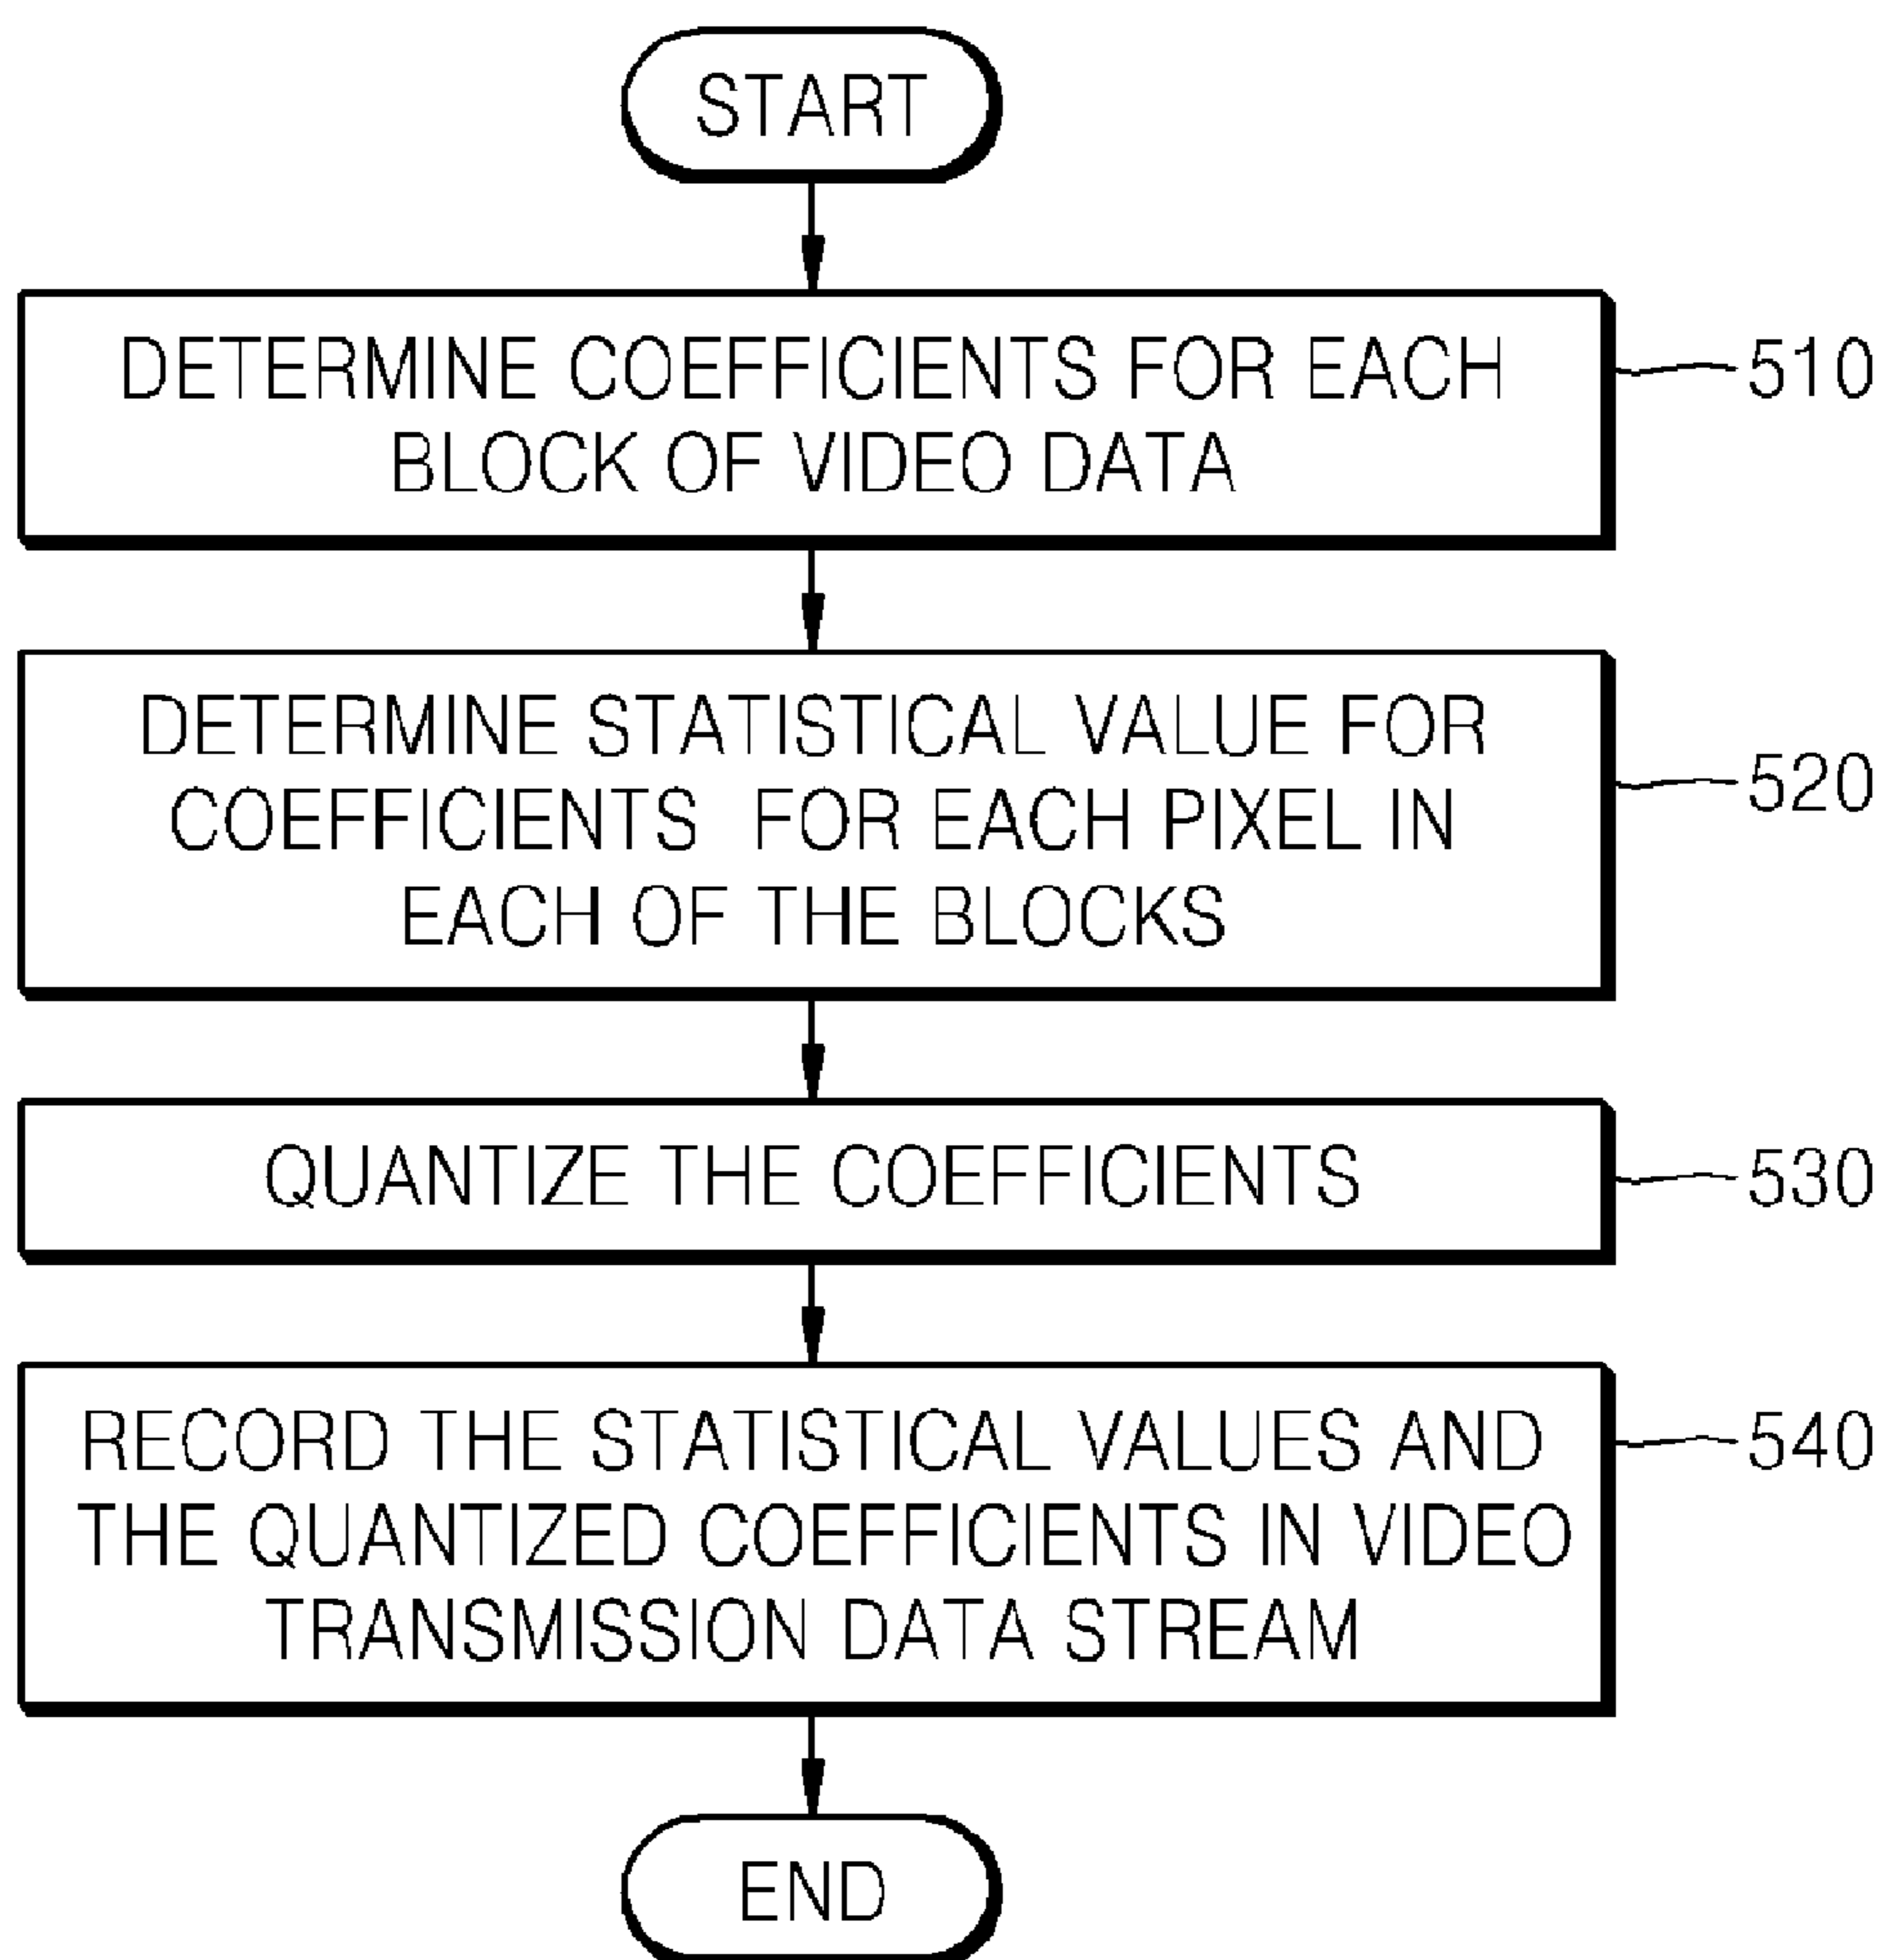 START
DETERMINE COEFFICIENTS FOR EACH
BLOCK OF VIDEO DATA
510
DETERMINE STATISTICAL VALUE FOR
COEFFICIENTS FOR EACH PIXEL IN
EACH OF THE BLOCKS
520
QUANTIZE THE COEFFICIENTS
530
RECORD THE STATISTICAL VALUES AND
THE QUANTIZED COEFFICIENTS IN VIDEO
TRANSMISSION DATA STREAM
540
END